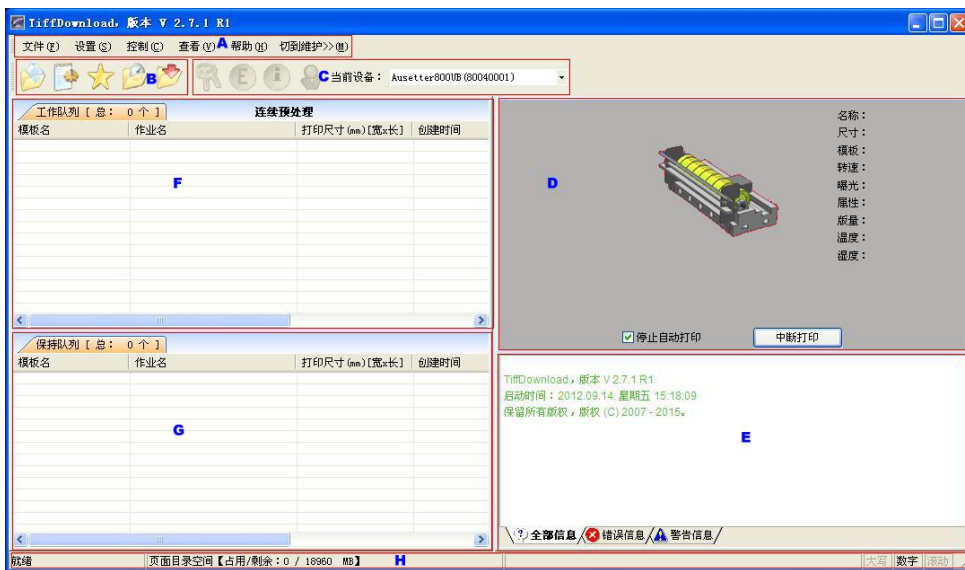 TiffDownload，版本 V 2.7.1 R1
文件(F) 设置(S) 控制(C) 查看(V) A 帮助(H) 切到维护>>(M)
B
C 当前设备： Ausetter800UB(80040001)
工作队列 [ 总： 0 个 ] 连续预处理
模板名 作业名 打印尺寸(mm)[宽x长] 创建时间
F
D
名称：
尺寸：
模板：
转速：
曝光：
属性：
版量：
温度：
湿度：
停止自动打印 中断打印
保持队列 [ 总： 0 个 ]
模板名 作业名 打印尺寸(mm)[宽x长] 创建时间
G
TiffDownload，版本 V 2.7.1 R1
启动时间：2012.09.14. 星期五 15:18:09
保留所有版权，版权 (C) 2007 - 2015。
E
全部信息 错误信息 警告信息
就绪 页面目录空间【占用/剩余：0 / 18960 MB】 H 大写 数字 滚动